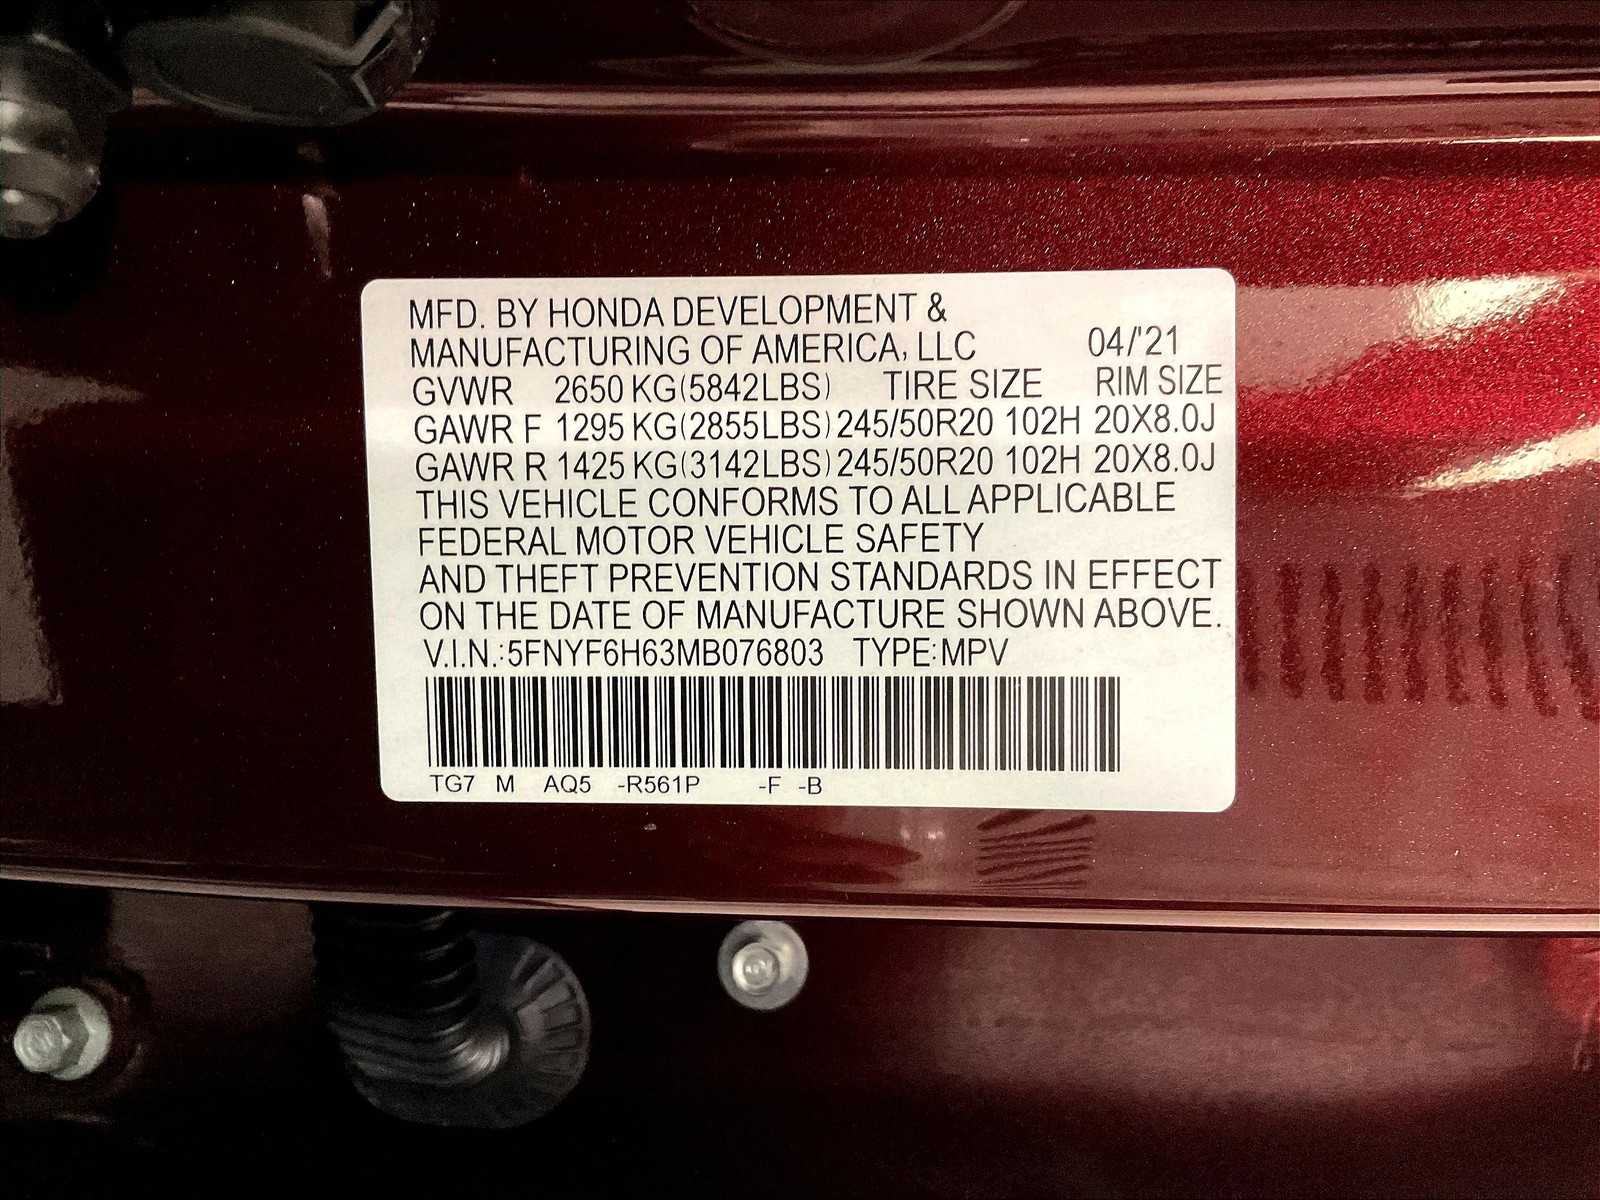 MFD. BY HONDA DEVELOPMENT &
MANUFACTURING OF AMERICA, LLC 04/'21
GVWR 2650 KG(5842LBS) TIRE SIZE RIM SIZE
GAWR F 1295 KG(2855LBS) 245/50R20 102H 20X8.0J
GAWR R 1425 KG(3142LBS) 245/50R20 102H 20X8.0J
THIS VEHICLE CONFORMS TO ALL APPLICABLE
FEDERAL MOTOR VEHICLE SAFETY
AND THEFT PREVENTION STANDARDS IN EFFECT
ON THE DATE OF MANUFACTURE SHOWN ABOVE.
V.I.N.:5FNYF6H63MB076803 TYPE:MPV
TG7 M AQ5 -R561P -F -B